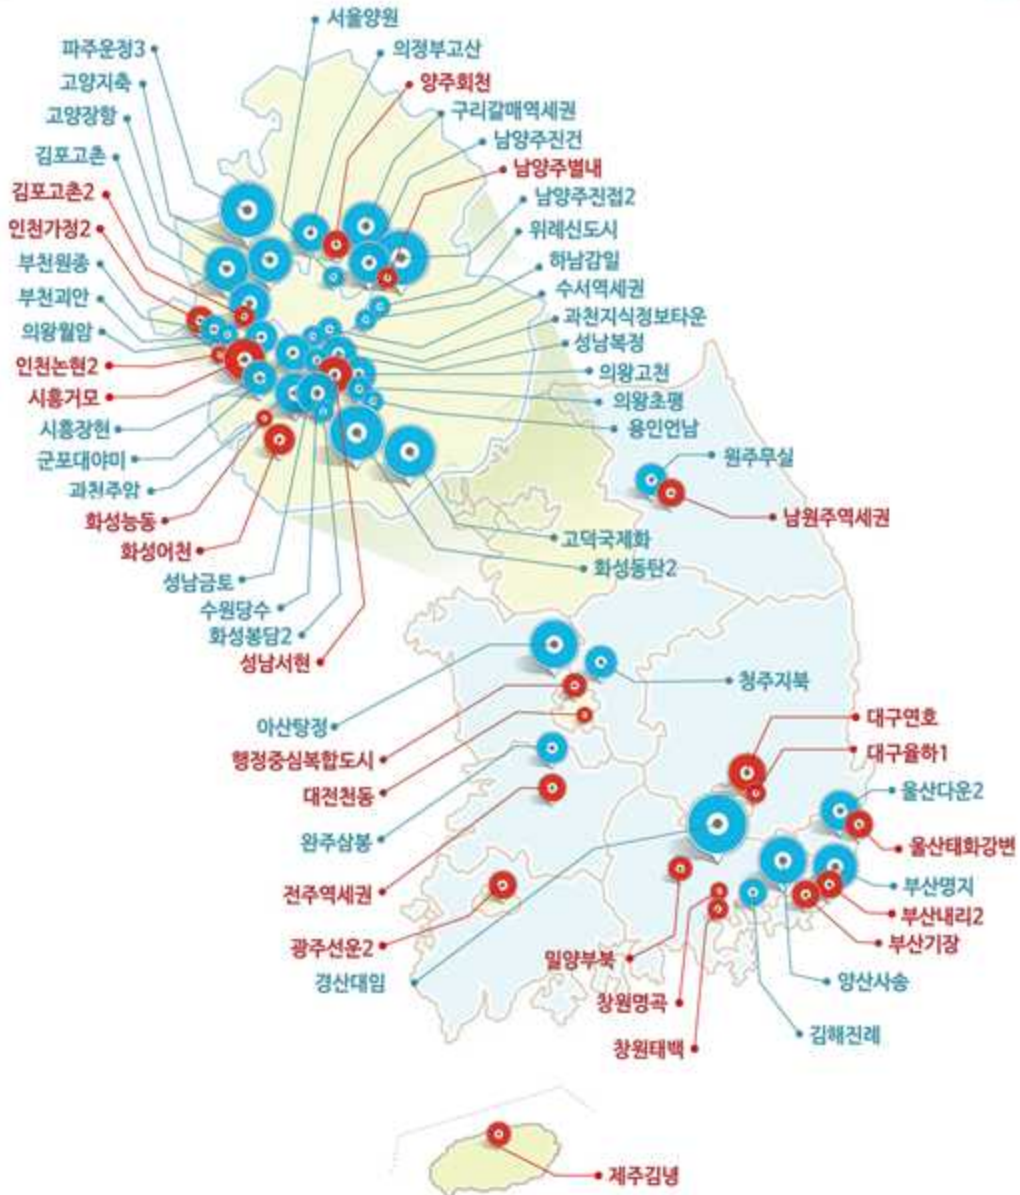 서울양원
파주운정3
의정부고산
고양지축
양주회천
고양장항
구리갈매역세권
김포고촌
남양주진건
김포고촌2
남양주별내
인천가정2
남양주진접2
부천원종
위례신도시
부천괴안
하남감일
의왕월암
수서역세권
인천논현2
과천지식정보타운
시흥거모
성남복정
시흥장현
의왕고천
군포대야미
의왕초평
과천주암
용인언남
화성능동
원주무실
화성어천
남원주역세권
성남금토
고덕국제화
수원당수
화성동탄2
화성봉담2
성남서현
청주지북
아산탕정
대구연호
행정중심복합도시
대구율하1
대전천동
울산다운2
완주삼봉
울산태화강변
전주역세권
부산명지
광주선운2
부산내리2
경산대임
부산기장
밀양부북
양산사송
창원명곡
김해진례
창원태백
제주김녕